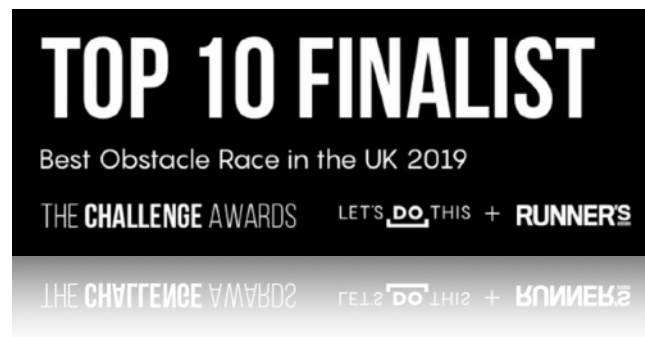 TOP 10 FINALIST
Best Obstacle Race in the UK 2019
THE CHALLENGE AWARDS LET'S DO THIS + RUNNER'S